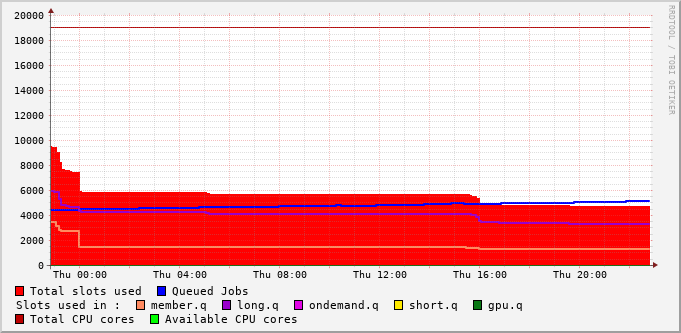 20000
18000
16000
14000
12000
10000
8000
6000
4000
2000
0
Thu 00:00 Thu 04:00 Thu 08:00 Thu 12:00 Thu 16:00 Thu 20:00
Total slots used Queued Jobs
Slots used in : member.q long.q ondemand.q short.q gpu.q
Total CPU cores Available CPU cores
RRDTOOL / TOBI OETIKER